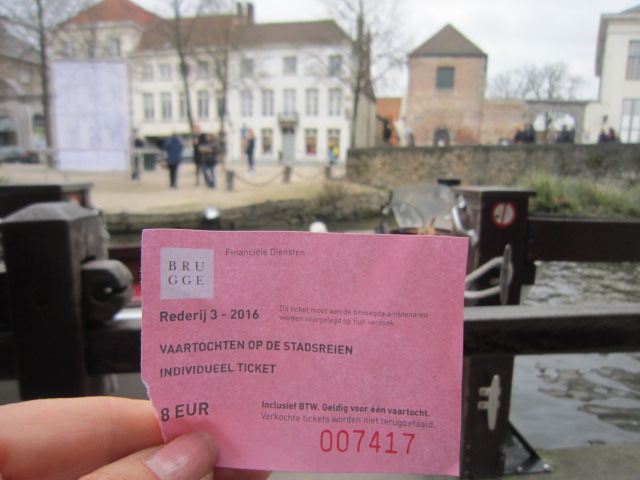 BRU
GGE
Financiële Diensten
Rederij 3 - 2016
Dit ticket moet aan de bevoegde ambtenaren
worden voorgelegd op hun verzoek.
VAARTOCHTEN OP DE STADSREIEN
INDIVIDUEEL TICKET
8 EUR
Inclusief BTW. Geldig voor één vaartocht.
Verkochte tickets worden niet terugbetaald.
007417